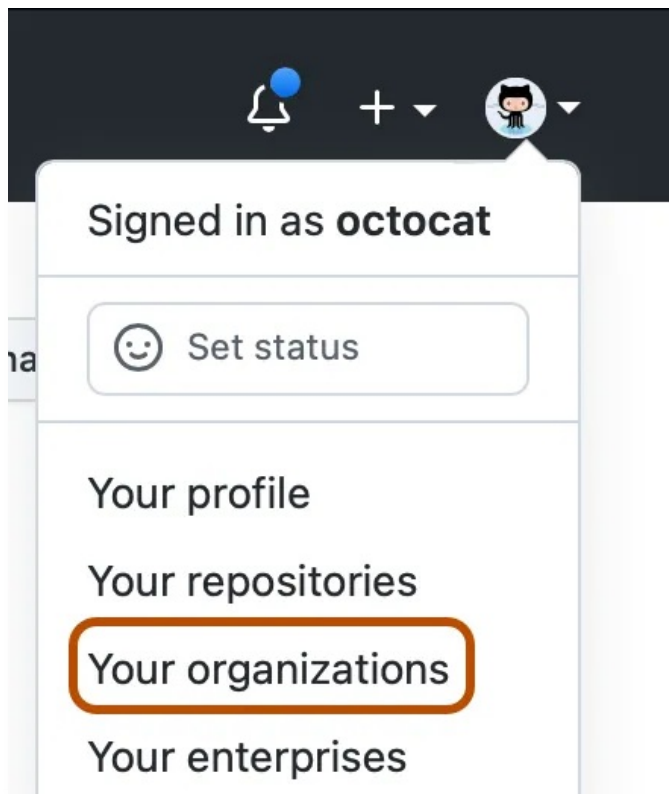 Signed in as octocat
Set status
Your profile
Your repositories
Your organizations
Your enterprises